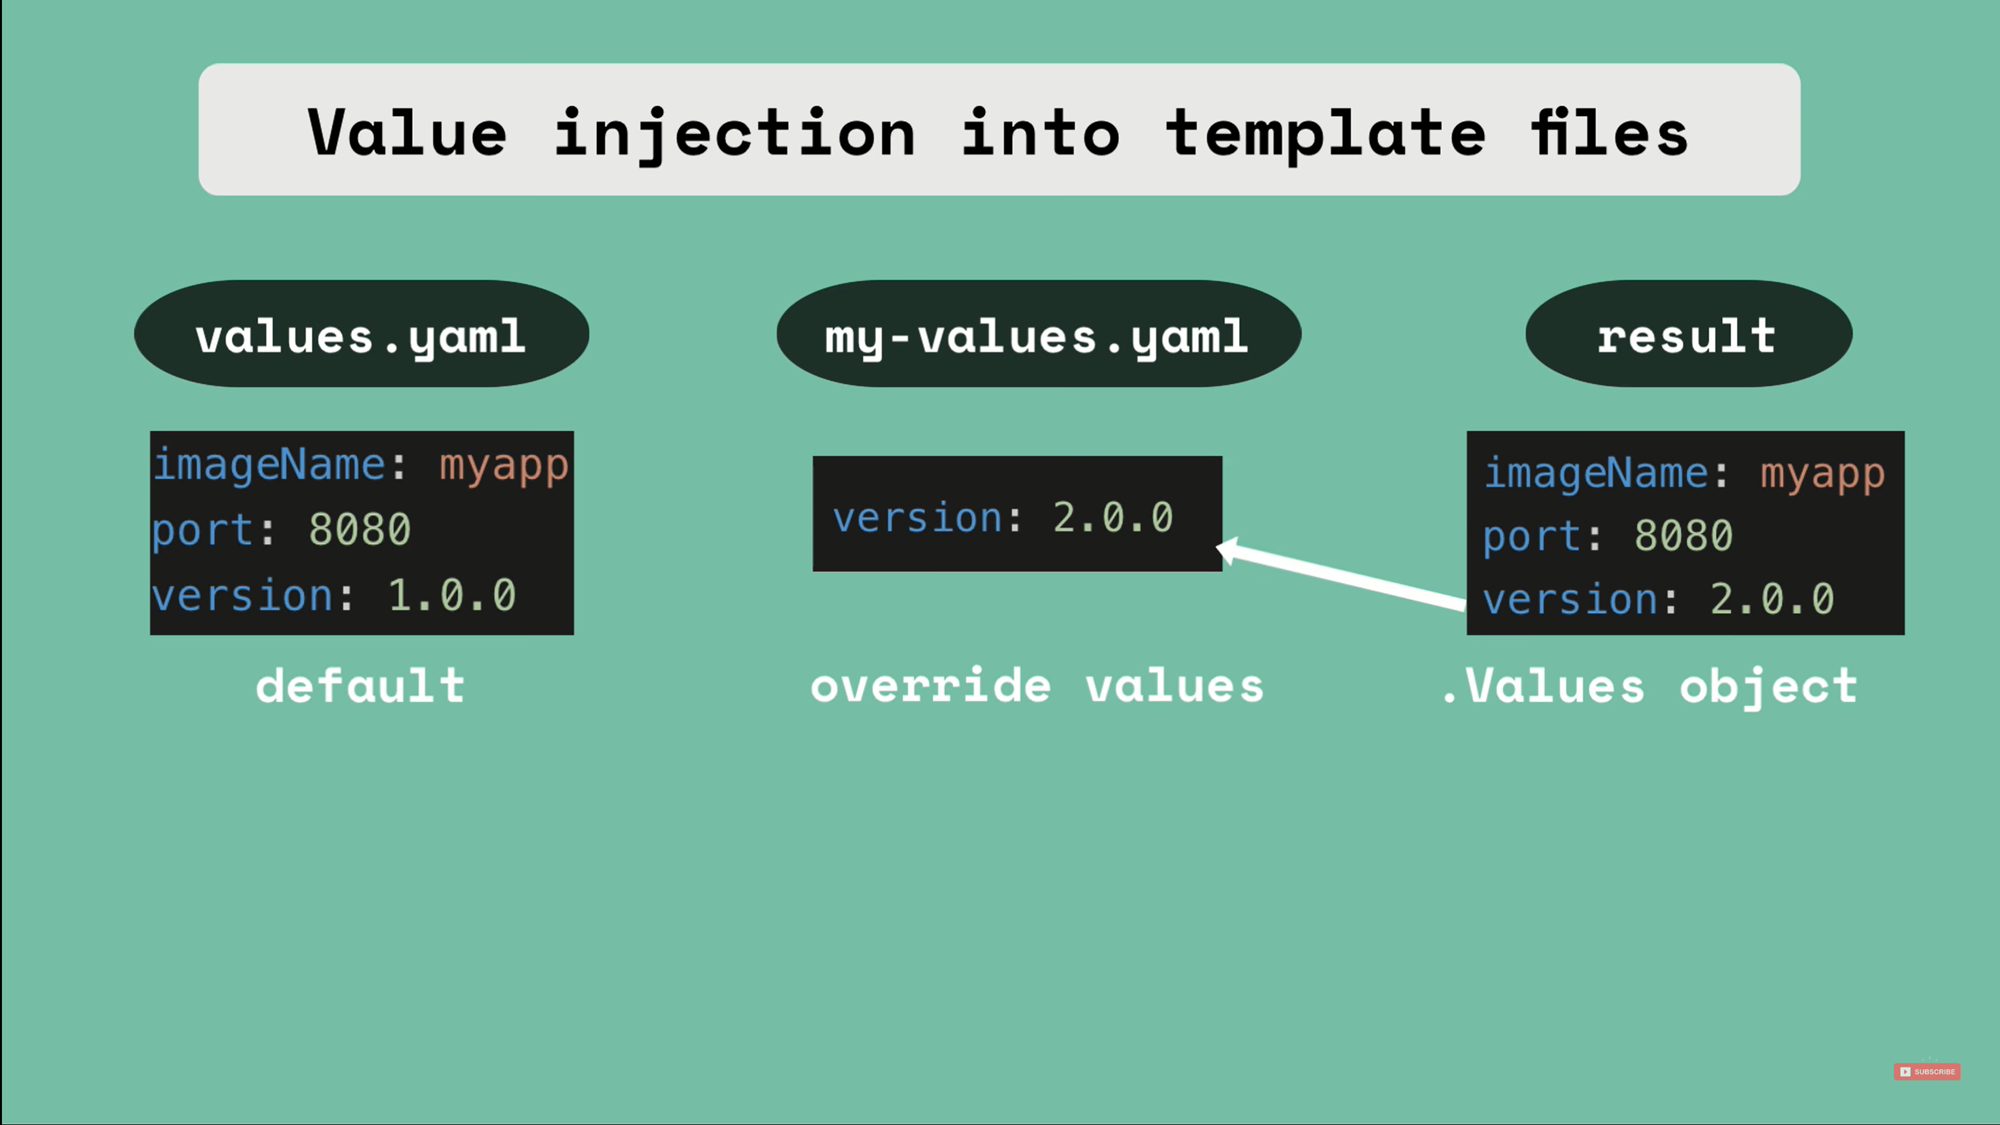 Value injection into template files
values.yaml
my-values.yaml
result
imageName: myapp
port: 8080
version: 1.0.0
version: 2.0.0
imageName: myapp
port: 8080
version: 2.0.0
default
override values
.Values object
SUBSCRIBE